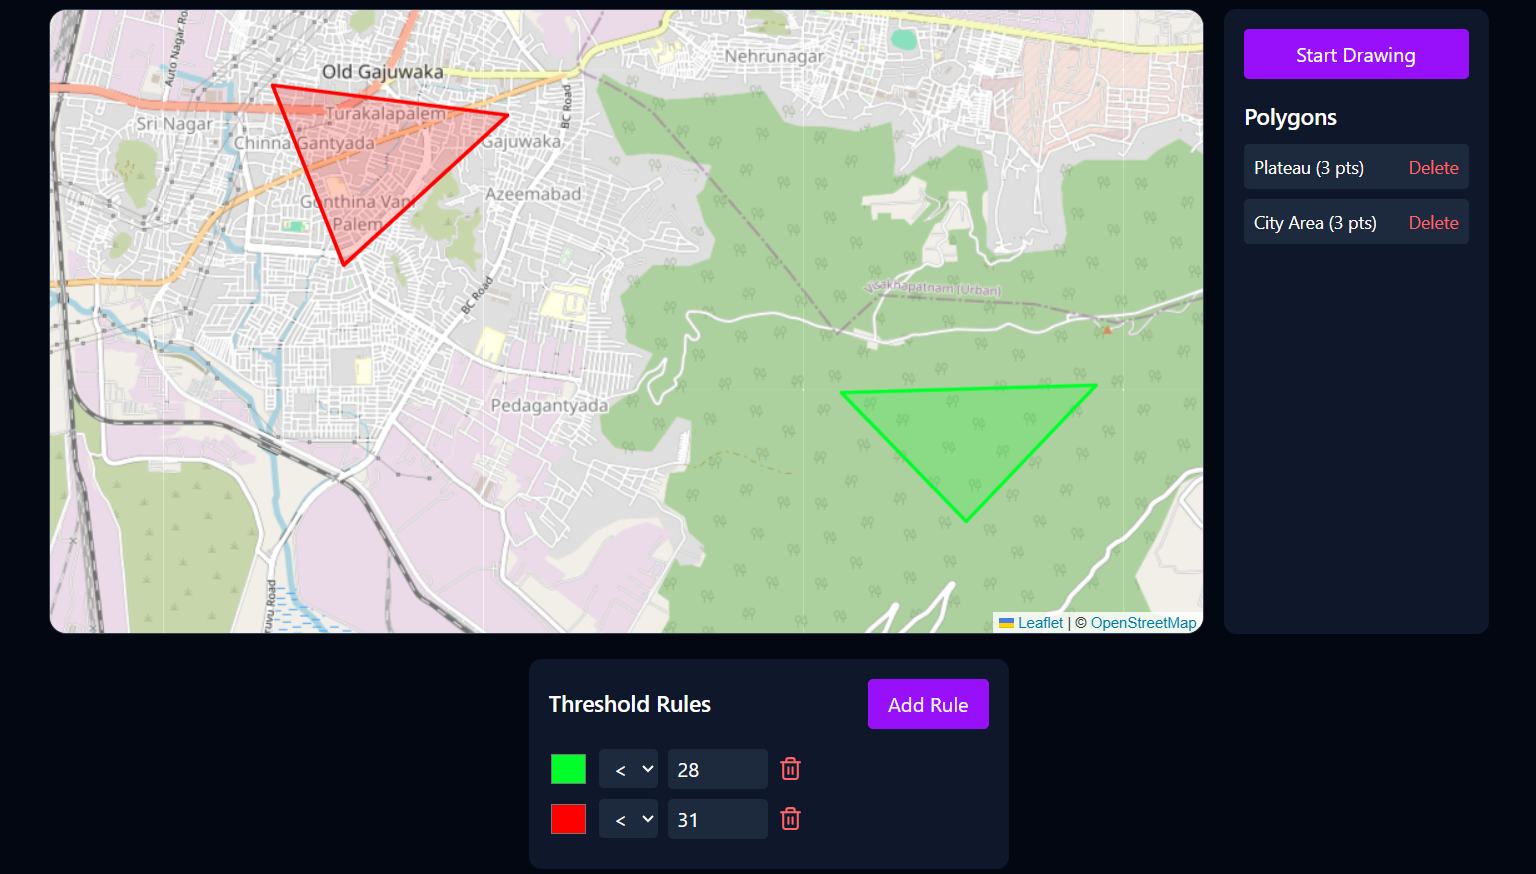 Auto Nagar Ro
Old Gajuwaka
Nehrunagar
BC Road
Turakalapalem
Sri Nagar
Chinna Gantyada
Gajuwaka
Azeemabad
Gonthina Vani
Palem
Visakhapatnam (Urban)
BC Road
Pedagantyada
ruvu Road
Leaflet | © OpenStreetMap
Start Drawing
Polygons
Plateau (3 pts) Delete
City Area (3 pts) Delete
Threshold Rules
Add Rule
< 28
< 31